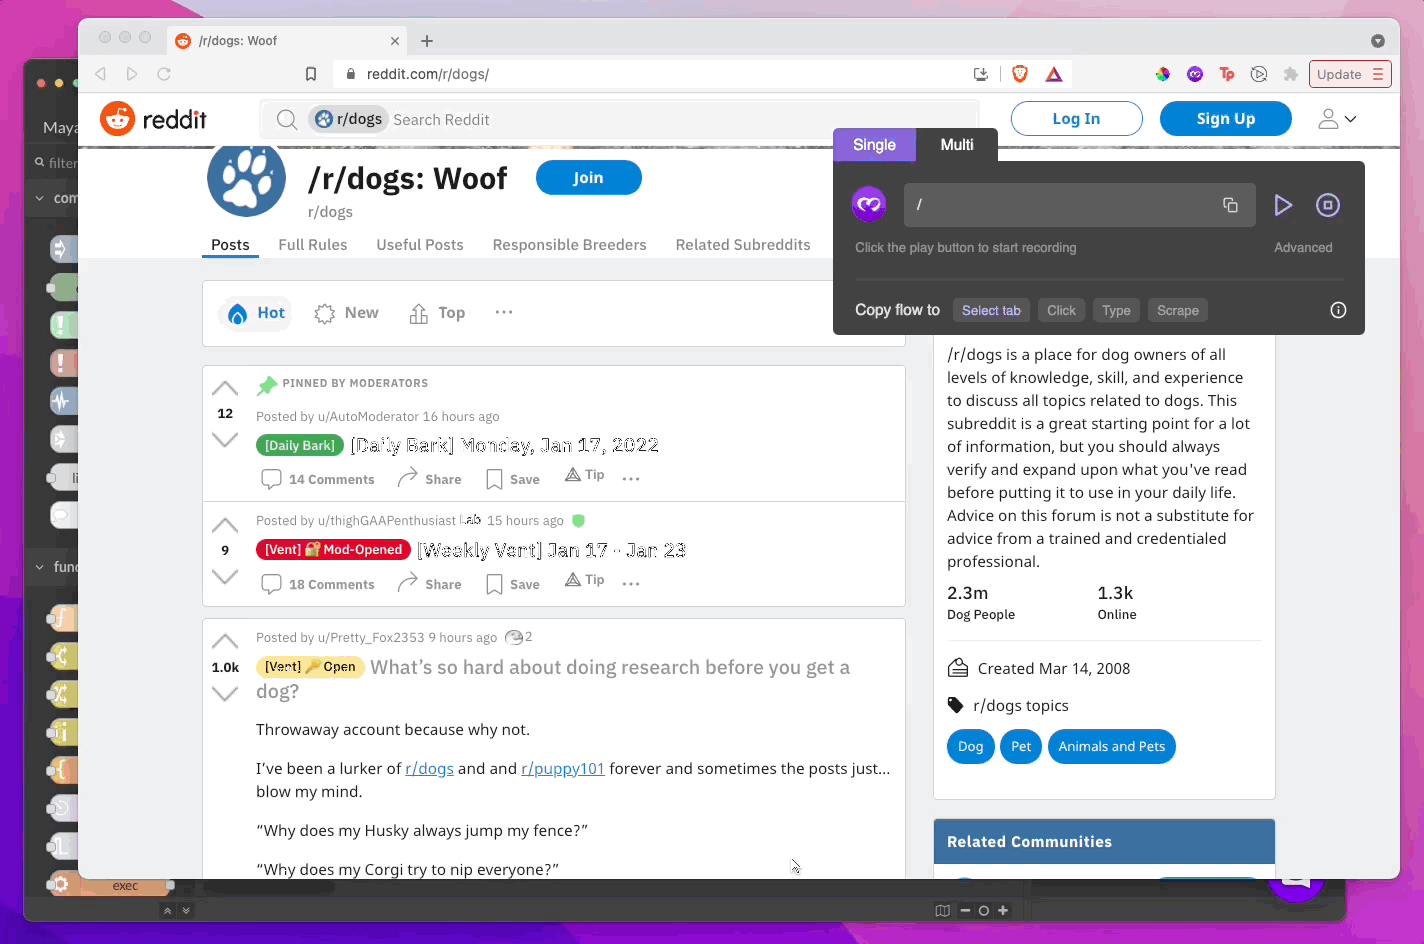 /r/dogs: Woof
reddit.com/r/dogs/
Update
Maya
filter
com
func
li
exec
reddit
r/dogs Search Reddit
Log In
Sign Up
/r/dogs: Woof
Join
r/dogs
Posts
Full Rules
Useful Posts
Responsible Breeders
Related Subreddits
Single
Multi
/
Click the play button to start recording
Advanced
Copy flow to
Select tab
Click
Type
Scrape
Hot
New
Top
PINNED BY MODERATORS
12
Posted by u/AutoModerator 16 hours ago
[Daily Bark] [Daily Bark] Monday, Jan 17, 2022
14 Comments
Share
Save
Tip
Posted by u/thighGAAPenthusiast Lab 15 hours ago
9
[Vent] Mod-Opened [Weekly Vent] Jan 17 - Jan 23
18 Comments
Share
Save
Tip
Posted by u/Pretty_Fox2353 9 hours ago 2
1.0k
[Vent] Open What’s so hard about doing research before you get a
dog?
Throwaway account because why not.
I’ve been a lurker of r/dogs and and r/puppy101 forever and sometimes the posts just...
blow my mind.
“Why does my Husky always jump my fence?”
“Why does my Corgi try to nip everyone?”
/r/dogs is a place for dog owners of all
levels of knowledge, skill, and experience
to discuss all topics related to dogs. This
subreddit is a great starting point for a lot
of information, but you should always
verify and expand upon what you've read
before putting it to use in your daily life.
Advice on this forum is not a substitute for
advice from a trained and credentialed
professional.
2.3m
1.3k
Dog People
Online
Created Mar 14, 2008
r/dogs topics
Dog
Pet
Animals and Pets
Related Communities